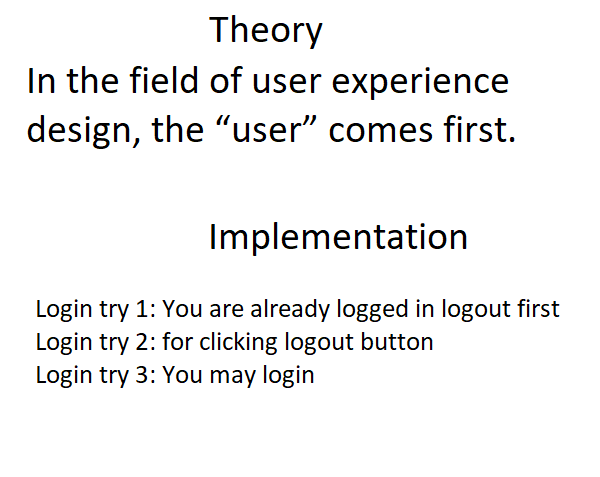 Theory
In the field of user experience
design, the “user” comes first.
Implementation
Login try 1: You are already logged in logout first
Login try 2: for clicking logout button
Login try 3: You may login